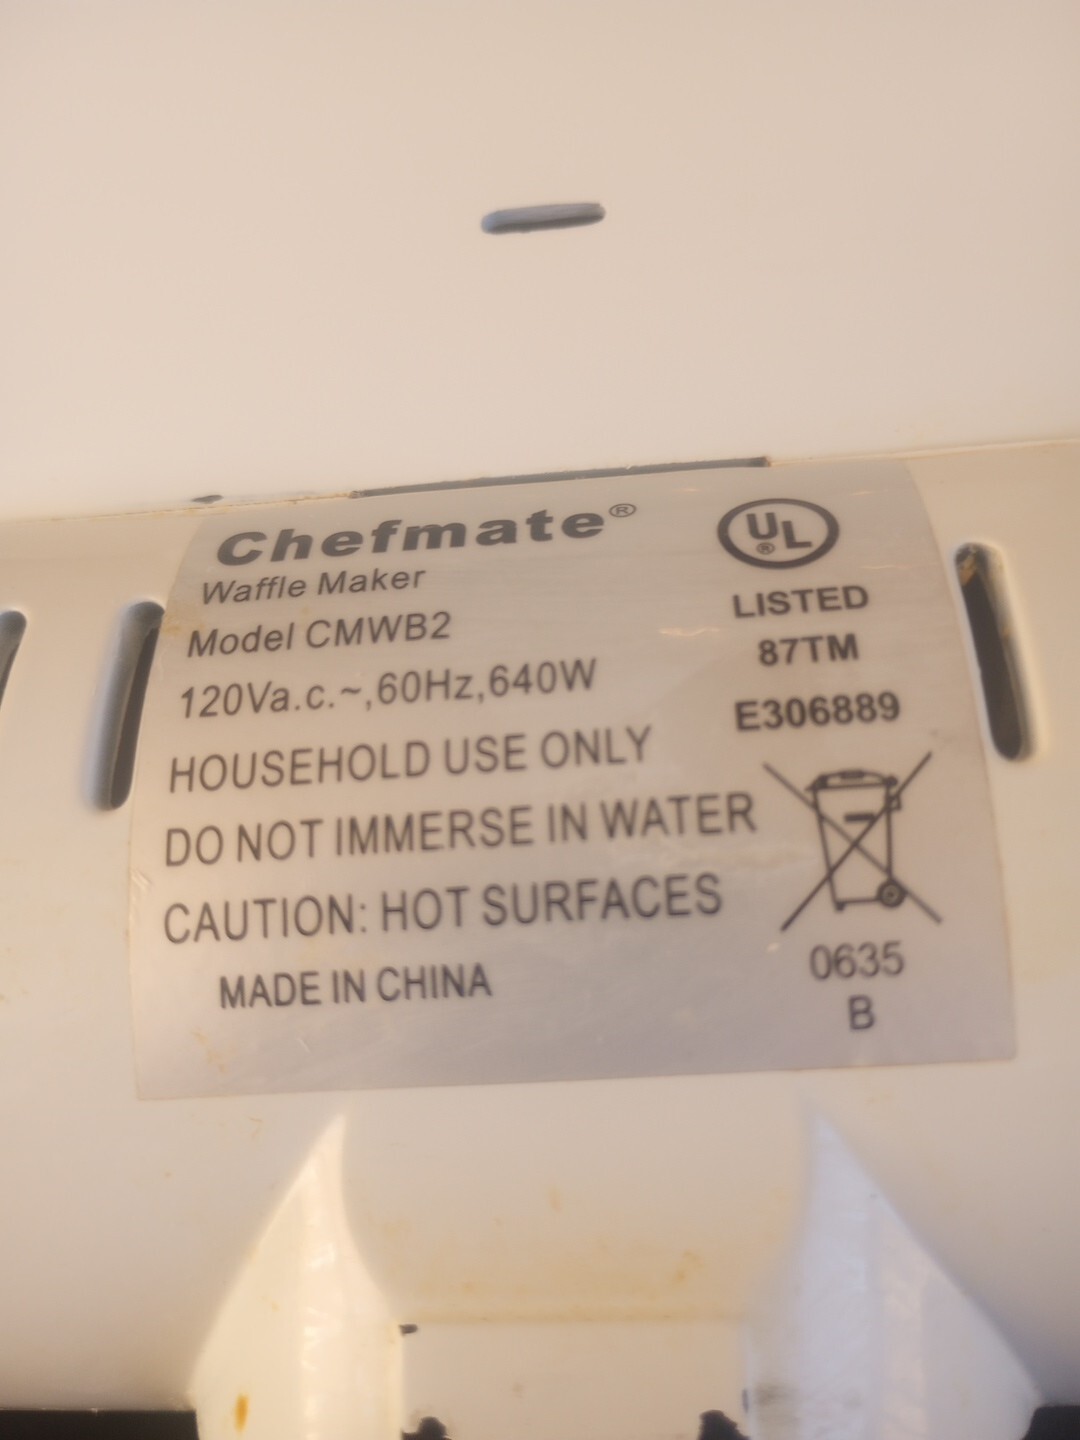 Chefmate®
Waffle Maker
Model CMWB2
120Va.c.~,60Hz,640W
HOUSEHOLD USE ONLY
DO NOT IMMERSE IN WATER
CAUTION: HOT SURFACES
MADE IN CHINA
UL®
LISTED
87TM
E306889
0635
B